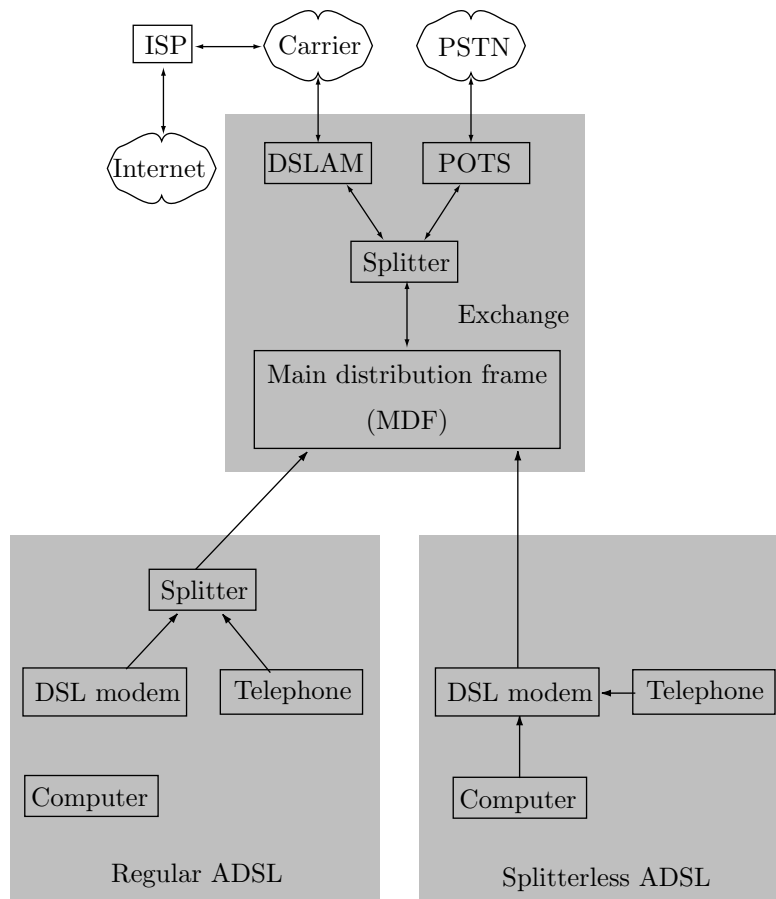 ISP
Carrier
PSTN
Internet
DSLAM
POTS
Splitter
Exchange
Main distribution frame
(MDF)
Splitter
DSL modem
Telephone
Computer
Regular ADSL
DSL modem
Telephone
Computer
Splitterless ADSL